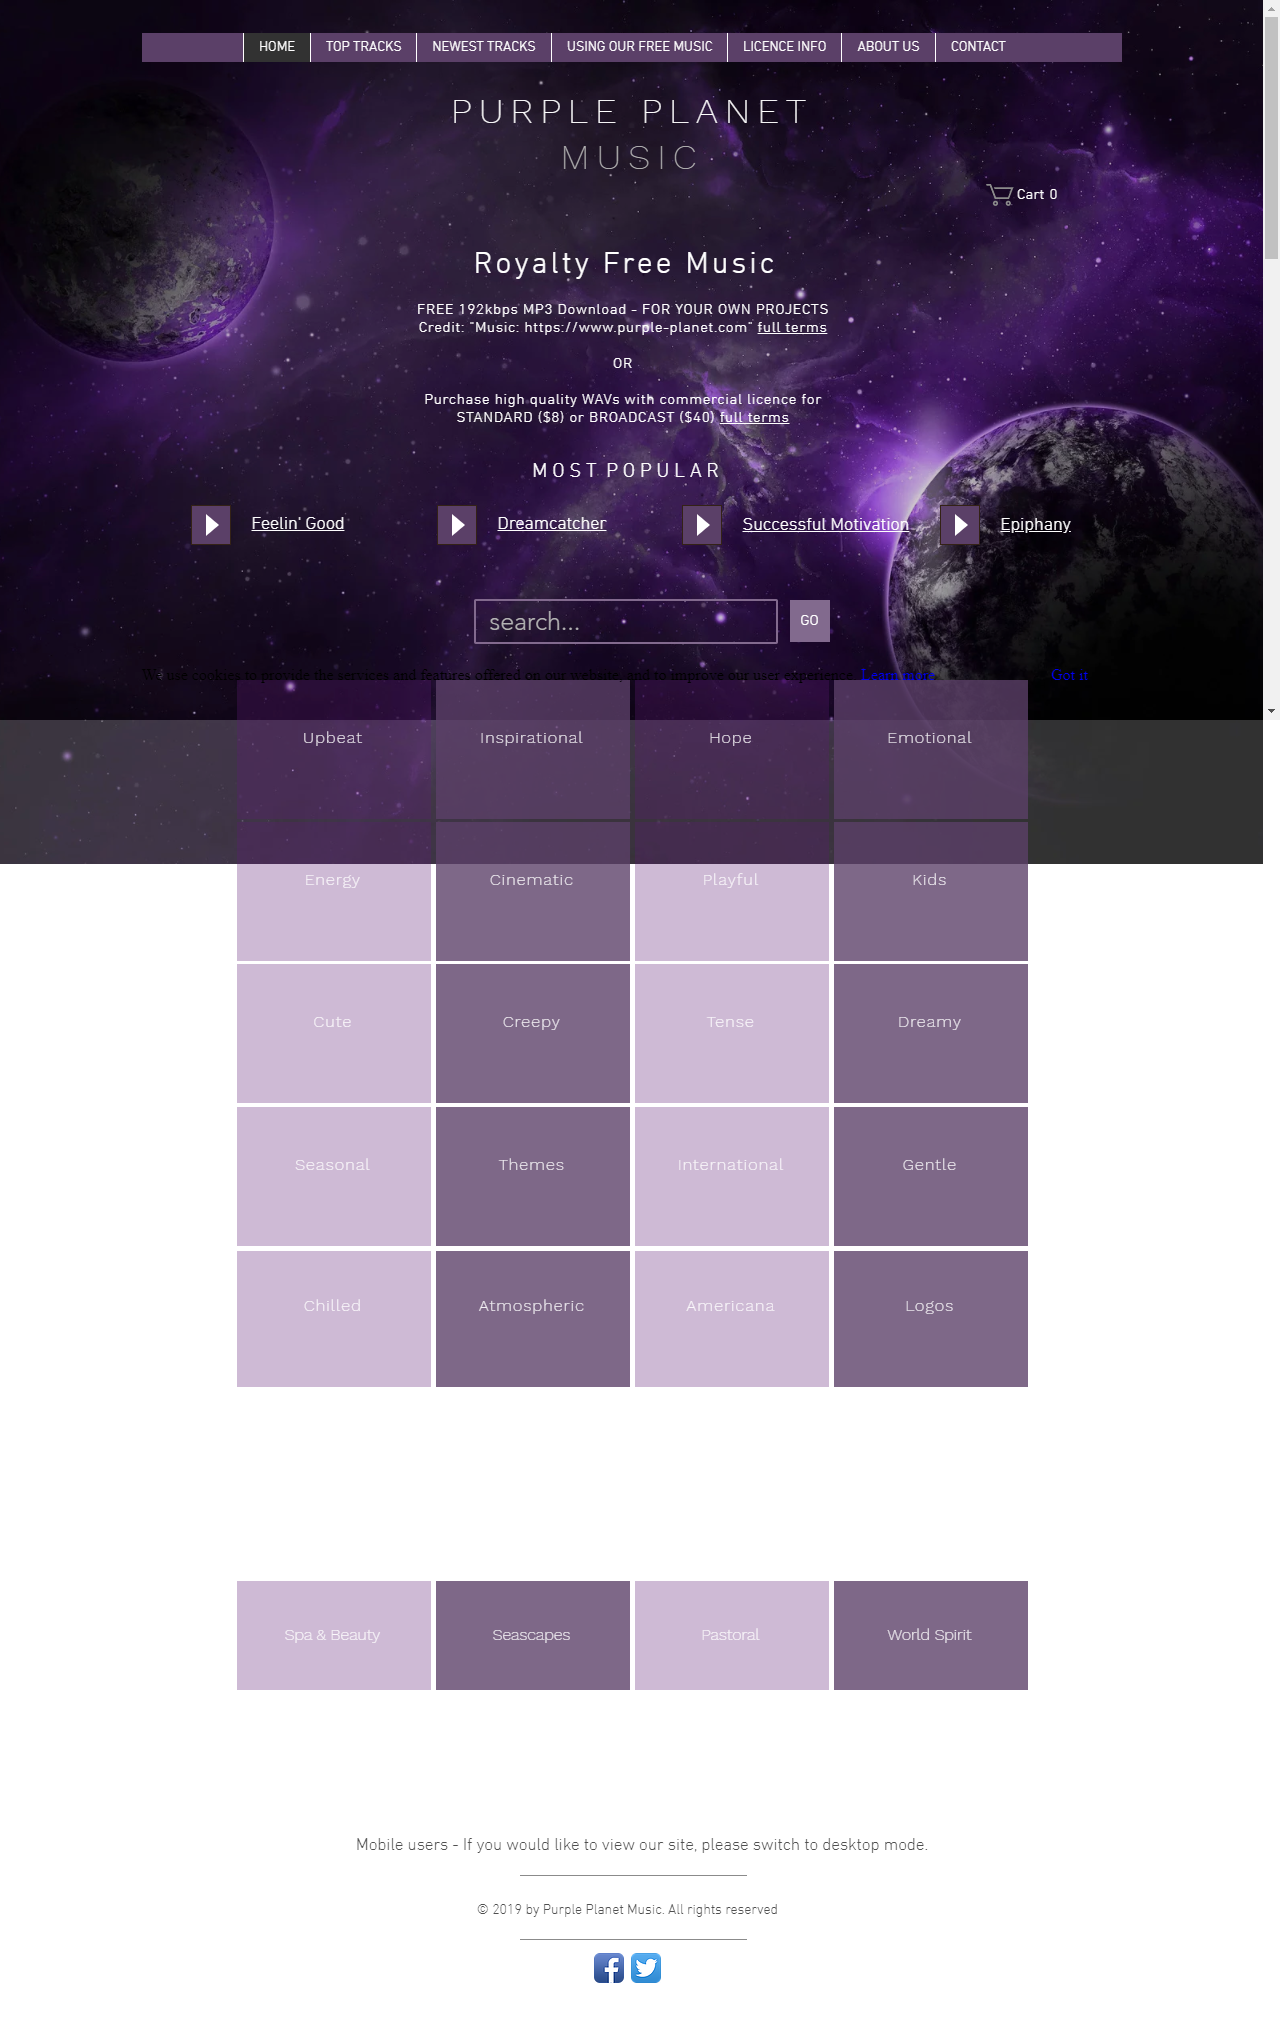 HOME TOP TRACKS NEWEST TRACKS USING OUR FREE MUSIC LICENCE INFO ABOUT US CONTACT
PURPLE PLANET
MUSIC
Cart 0
Royalty Free Music
FREE 192kbps MP3 Download - FOR YOUR OWN PROJECTS
Credit: "Music: https://www.purple-planet.com" full terms
OR
Purchase high quality WAVs with commercial licence for
STANDARD ($8) or BROADCAST ($40) full terms
MOST POPULAR
Feelin' Good Dreamcatcher Successful Motivation Epiphany
search... GO
We use cookies to provide the services and features offered on our website, and to improve our user experience. Learn more Got it
Upbeat Inspirational Hope Emotional
Energy Cinematic Playful Kids
Cute Creepy Tense Dreamy
Seasonal Themes International Gentle
Chilled Atmospheric Americana Logos
Spa & Beauty Seascapes Pastoral World Spirit
Mobile users - If you would like to view our site, please switch to desktop mode.
© 2019 by Purple Planet Music. All rights reserved